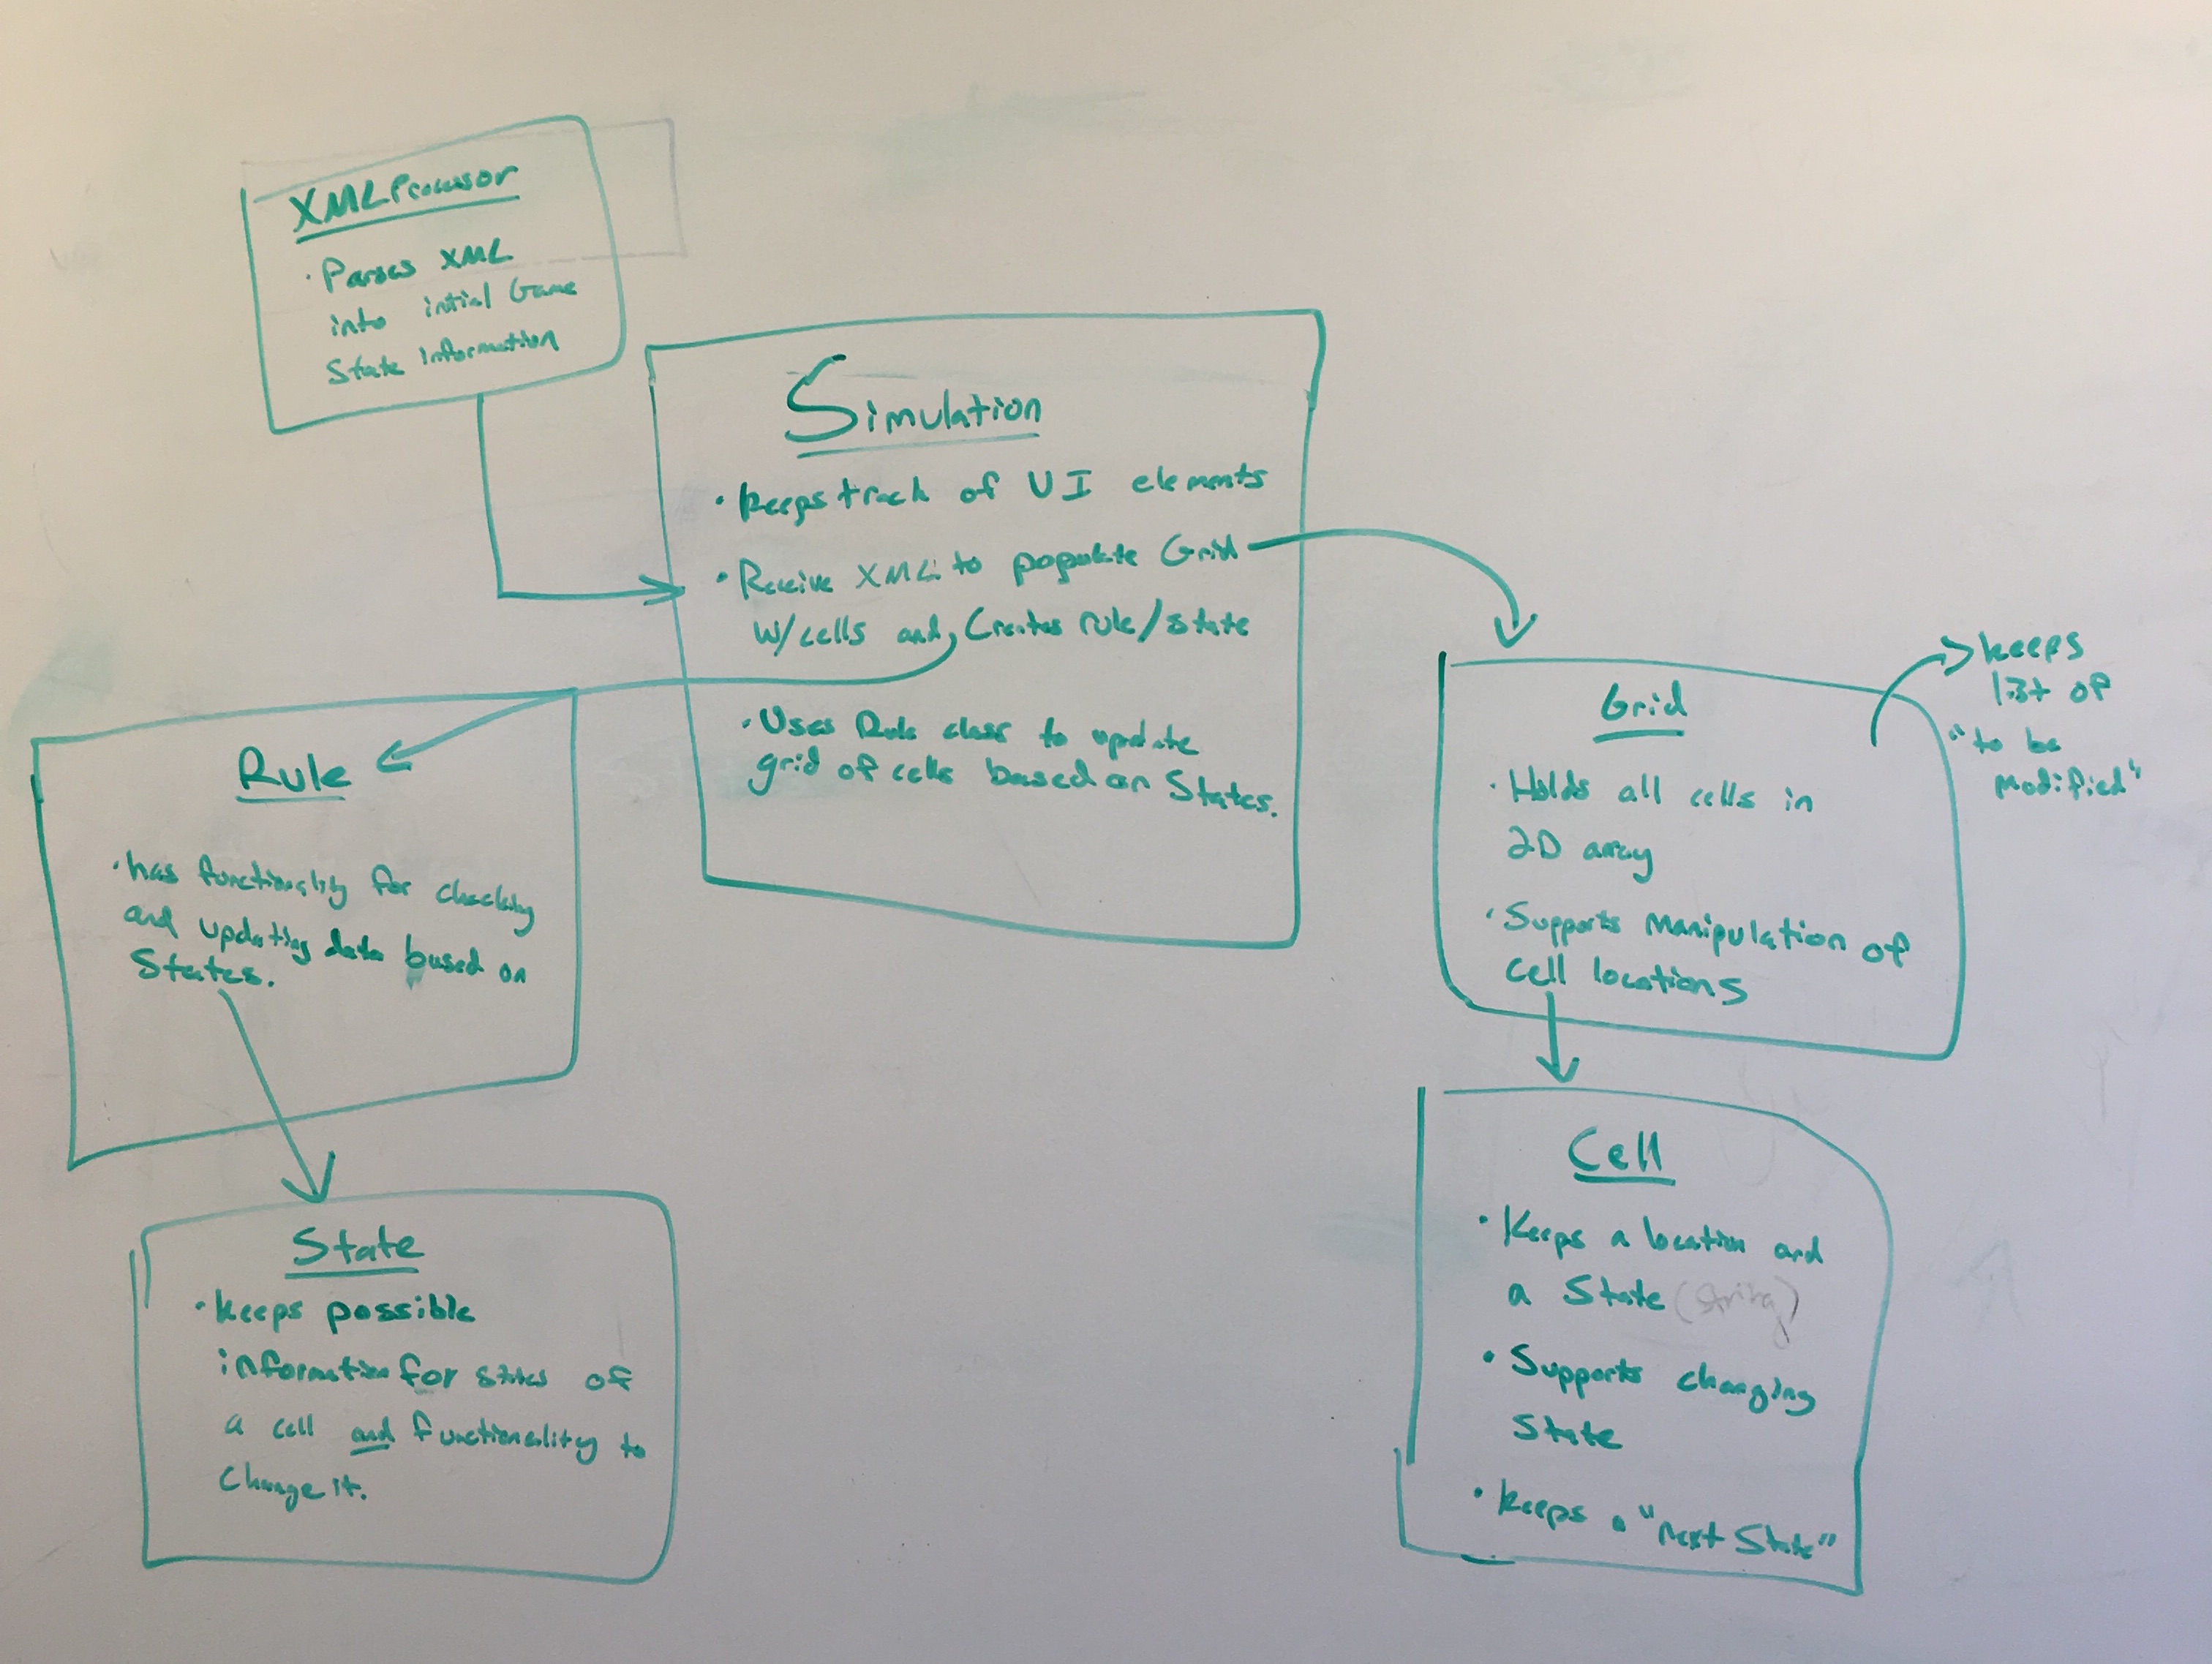 XMLProcessor
· Parses XML
into intial Game
State information
Simulation
· keeps track of UI elements
· Receive XML to populate Grid
w/cells and, Creates rule/state
· Uses Rule class to update
grid of cells based on States.
Rule
· has functionality for checking
and updating data based on
States.
State
· keeps possible
information for states of
a cell and functionality to
Change it.
Grid
· Holds all cells in
2D array
· Supports Manipulation of
Cell locations
keeps
list of
"to be
modified"
Cell
· Keeps a location and
a State (String)
· Supports changing
State
· keeps a "next State"